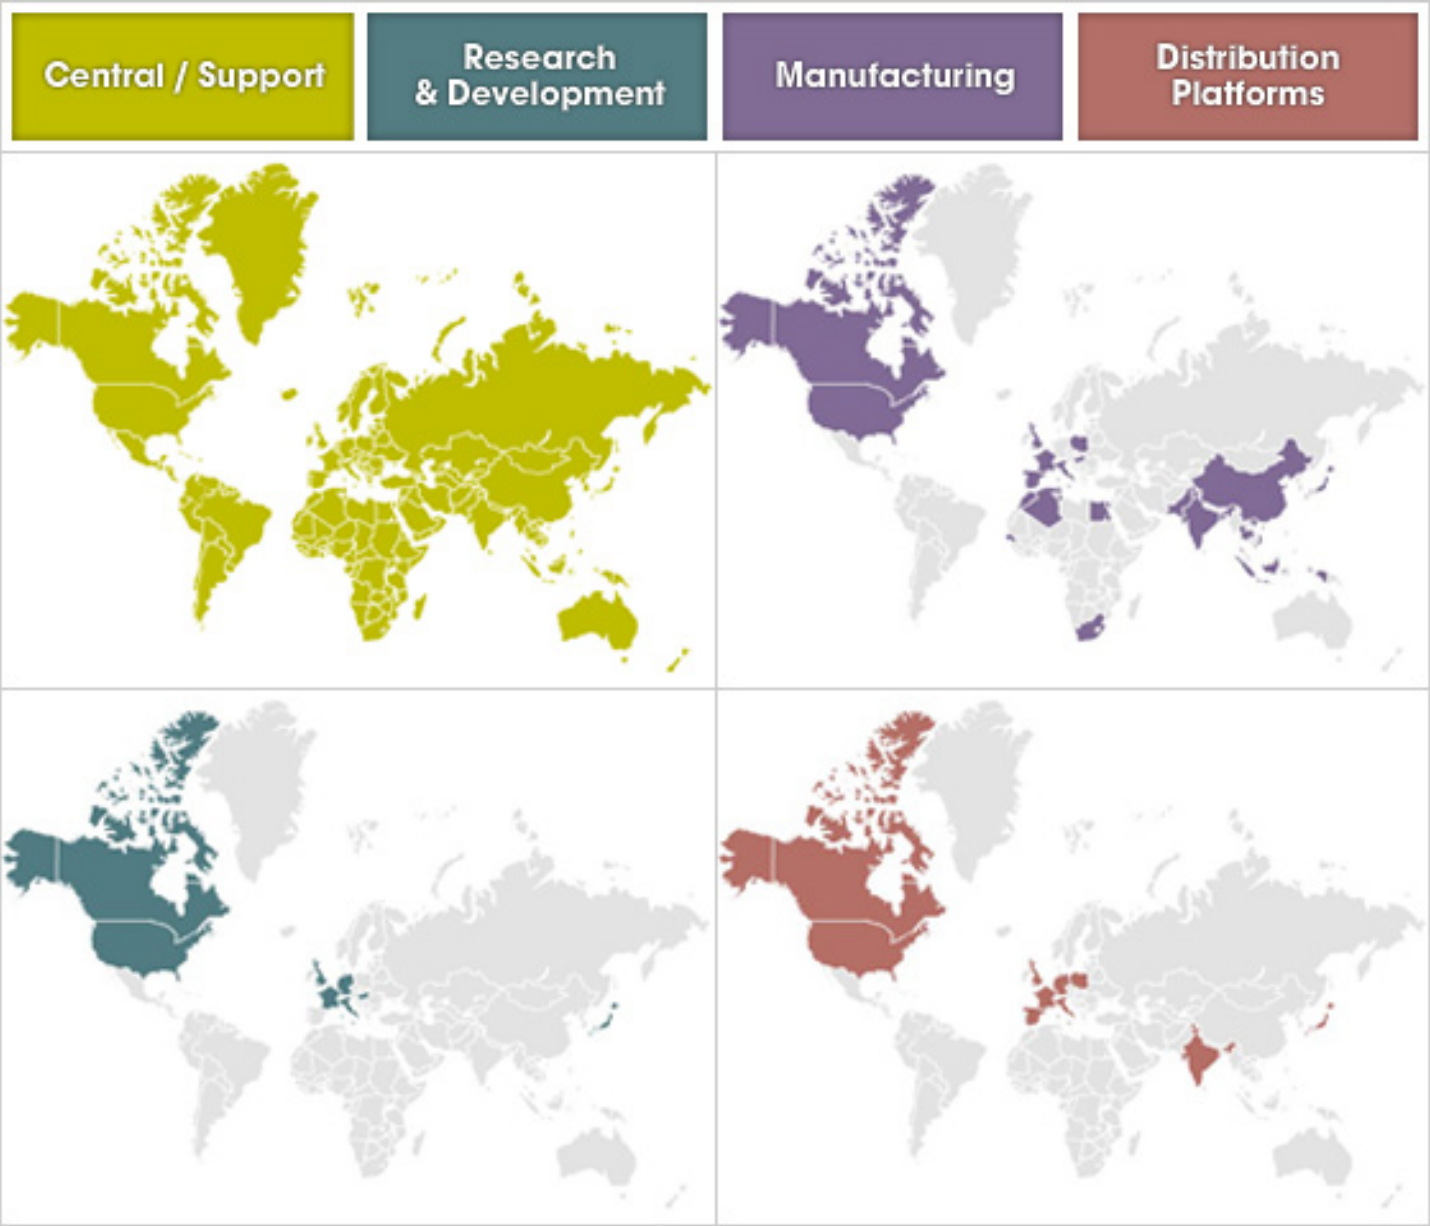 Central / Support
Research
& Development
Manufacturing
Distribution
Platforms